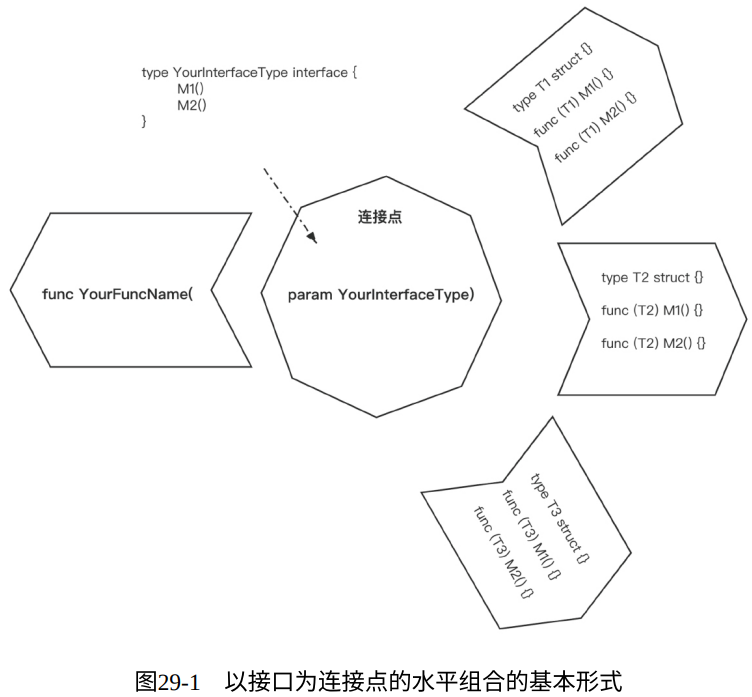 type YourInterfaceType interface {
M1()
M2()
}
连接点
func YourFuncName(
param YourInterfaceType)
type T1 struct {}
func (T1) M1() {}
func (T1) M2() {}
type T2 struct {}
func (T2) M1() {}
func (T2) M2() {}
type T3 struct {}
func (T3) M1() {}
func (T3) M2() {}
图29-1 以接口为连接点的水平组合的基本形式